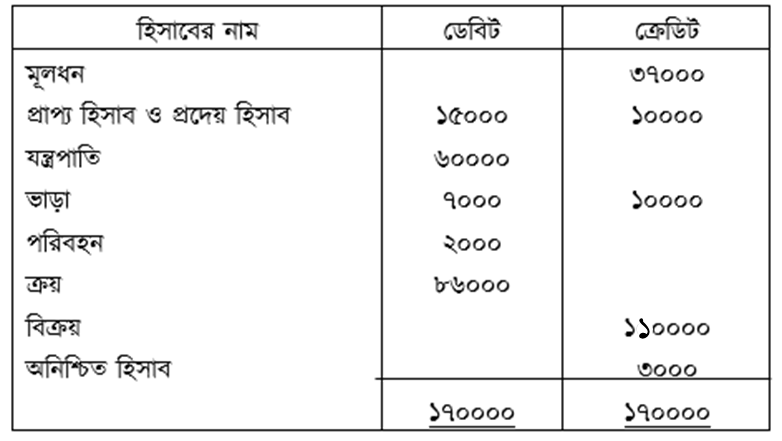 হিসাবের নাম ডেবিট ক্রেডিট
মূলধন ৩৭০০০
প্রাপ্য হিসাব ও প্রদেয় হিসাব ১৫০০০ ১০০০০
যন্ত্রপাতি ৬০০০০
ভাড়া ৭০০০ ১০০০০
পরিবহন ২০০০
ক্রয় ৮৬০০০
বিক্রয় ১১০০০০
অনিশ্চিত হিসাব ৩০০০
১৭০০০০ ১৭০০০০